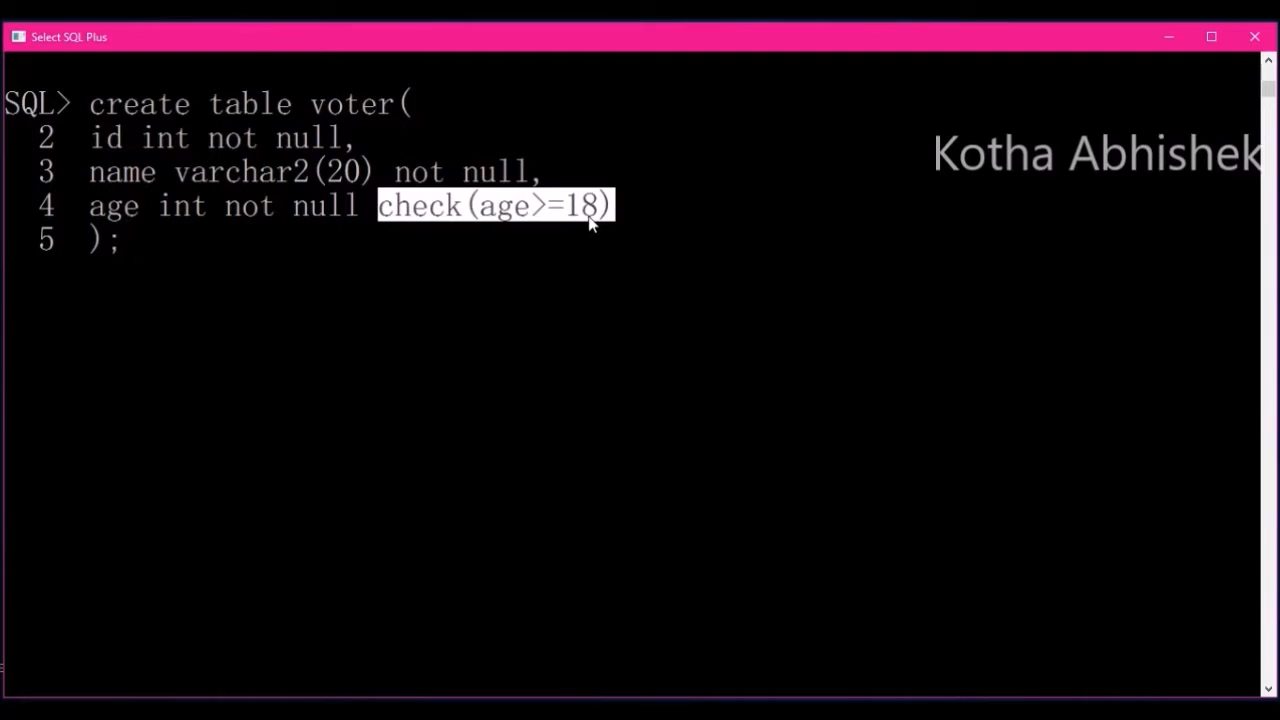 Select SQL Plus
SQL> create table voter(
2 id int not null,
3 name varchar2(20) not null,
4 age int not null check(age>=18)
5 );
Kotha Abhishek